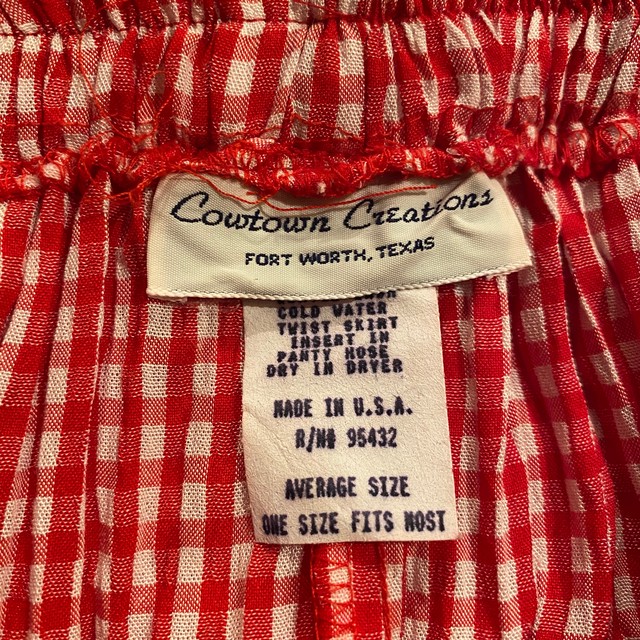 Cowtown Creations
FORT WORTH, TEXAS
COLD WATER
TWIST SKIRT
INSERT IN
PANTY HOSE
DRY IN DRYER
MADE IN U.S.A.
R/N# 95432
AVERAGE SIZE
ONE SIZE FITS MOST